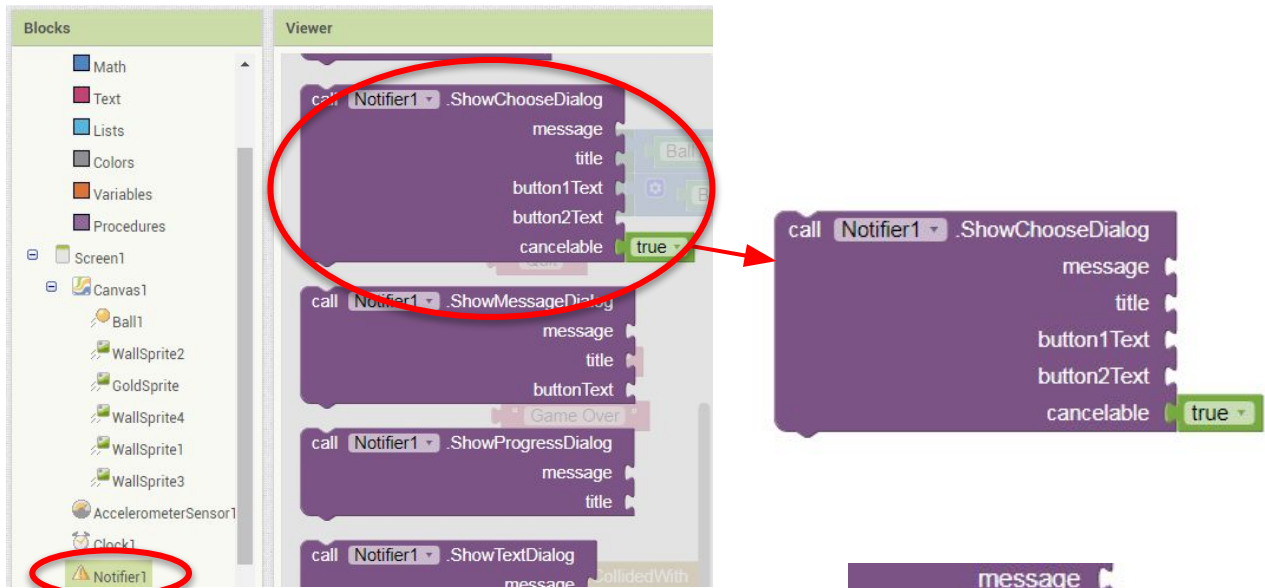 Blocks
Math
Text
Lists
Colors
Variables
Procedures
Screen1
Canvas1
Ball1
WallSprite2
GoldSprite
WallSprite4
WallSprite1
WallSprite3
AccelerometerSensor1
Clock1
Notifier1
Viewer
call Notifier1 .ShowChooseDialog
message
title
Ball
button1Text
B
button2Text
cancelable true
Quit
call Notifier1 .ShowMessageDialog
message
title
buttonText
" Game Over "
call Notifier1 .ShowProgressDialog
message
title
call Notifier1 .ShowTextDialog
message
CollidedWith
call Notifier1 .ShowChooseDialog
message
title
button1Text
button2Text
cancelable true
message